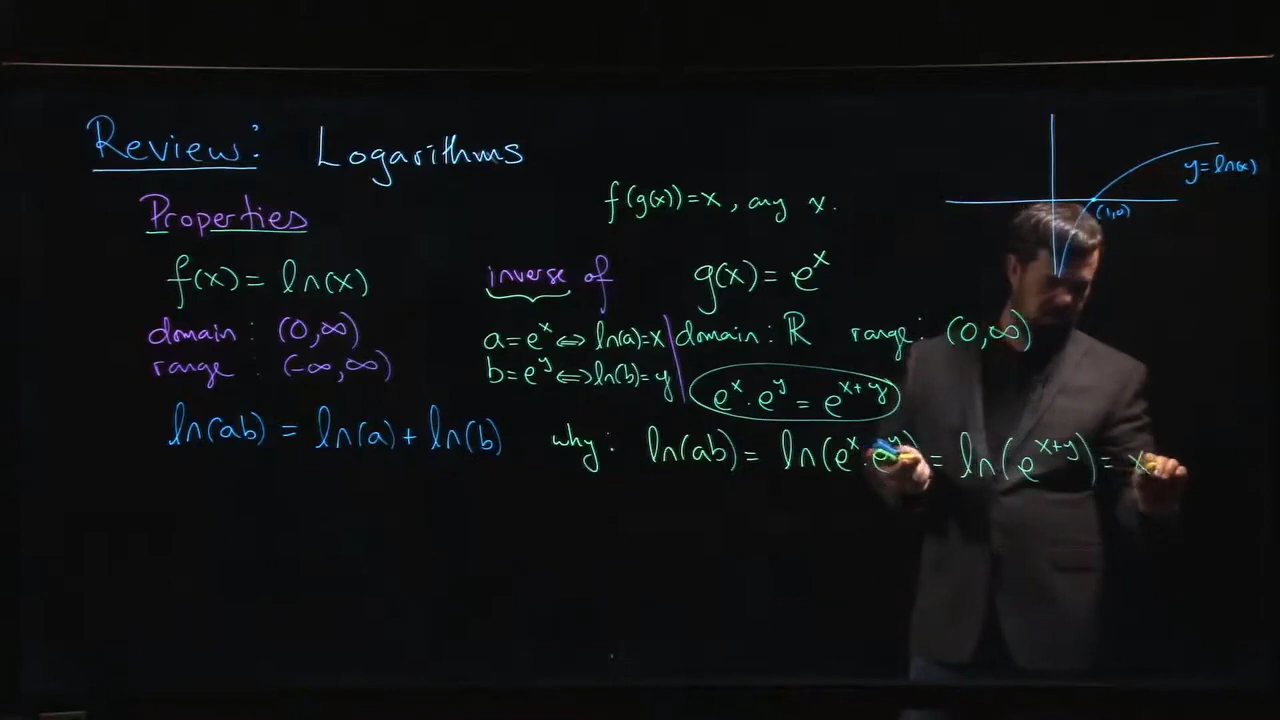 Review: Logarithms
y=ln(x)
(1,0)
Properties
f(g(x))=x, any x.
f(x) = ln(x) inverse of g(x) = e^x
domain: (0,∞)
range: (-∞,∞)
a=e^x ⇔ ln(a)=x
b=e^y ⇔ ln(b)=y
domain: ℝ range: (0,∞)
e^x · e^y = e^{x+y}
ln(ab) = ln(a) + ln(b) why: ln(ab) = ln(e^x · e^y) = ln(e^{x+y}) = x